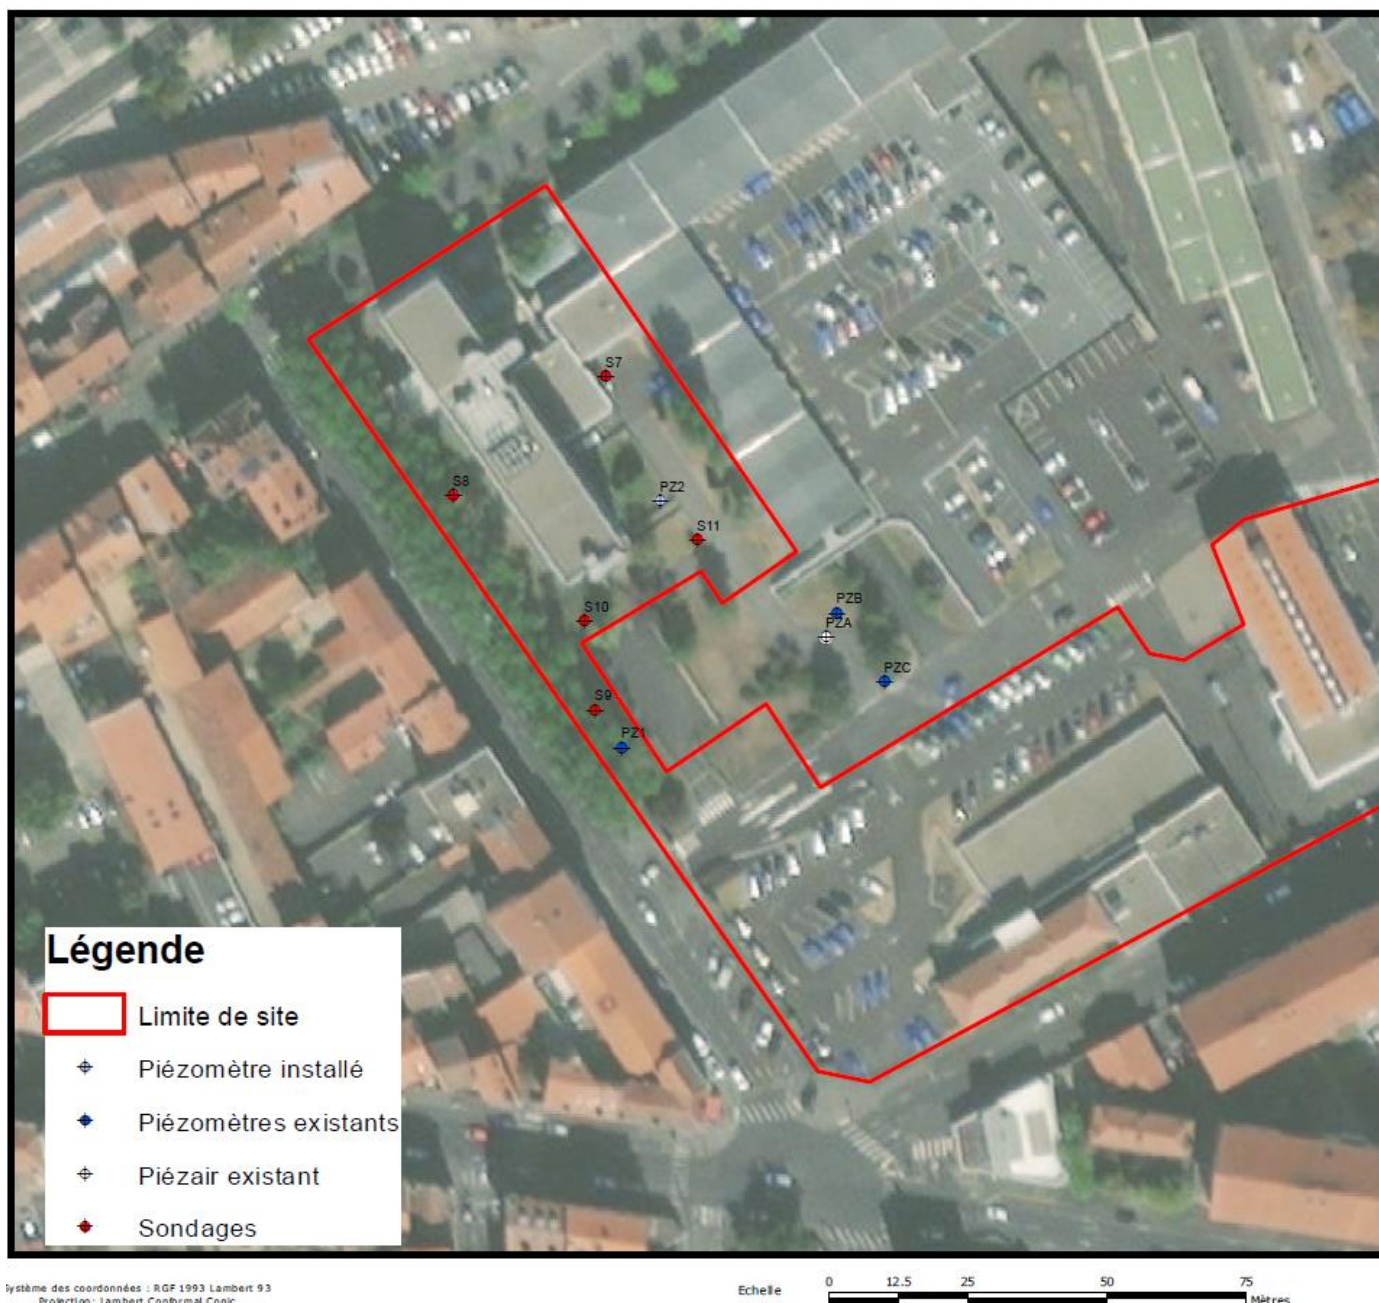 S7
S8
PZ2
S11
S10
PZB
PZA
PZC
S9
PZ1
Légende
Limite de site
Piézomètre installé
Piézomètres existants
Piézair existant
Sondages
Système des coordonnées : RGF 1993 Lambert 93
Projection: Lambert Conformal Conic
Echelle
0 12.5 25 50 75
Mètres